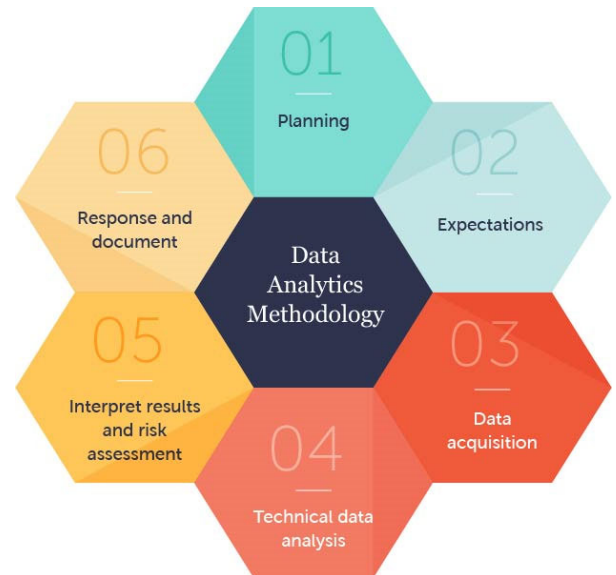 01
Planning
02
Expectations
03
Data
acquisition
04
Technical data
analysis
05
Interpret results
and risk
assessment
06
Response and
document
Data
Analytics
Methodology